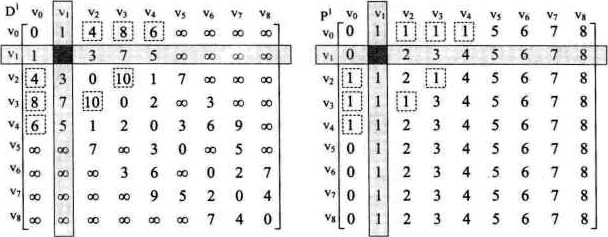 D¹ v₀ v₁ v₂ v₃ v₄ v₅ v₆ v₇ v₈
v₀ 0 1 4 8 6 ∞ ∞ ∞ ∞
v₁ 1 3 7 5 ∞ ∞ ∞ ∞
v₂ 4 3 0 10 1 7 ∞ ∞ ∞
v₃ 8 7 10 0 2 ∞ 3 ∞ ∞
v₄ 6 5 1 2 0 3 6 9 ∞
v₅ ∞ ∞ 7 ∞ 3 0 ∞ 5 ∞
v₆ ∞ ∞ ∞ 3 6 ∞ 0 2 7
v₇ ∞ ∞ ∞ ∞ 9 5 2 0 4
v₈ ∞ ∞ ∞ ∞ ∞ ∞ 7 4 0
P¹ v₀ v₁ v₂ v₃ v₄ v₅ v₆ v₇ v₈
v₀ 0 1 1 1 1 5 6 7 8
v₁ 0 2 3 4 5 6 7 8
v₂ 1 1 2 1 4 5 6 7 8
v₃ 1 1 1 3 4 5 6 7 8
v₄ 1 1 2 3 4 5 6 7 8
v₅ 0 1 2 3 4 5 6 7 8
v₆ 0 1 2 3 4 5 6 7 8
v₇ 0 1 2 3 4 5 6 7 8
v₈ 0 1 2 3 4 5 6 7 8